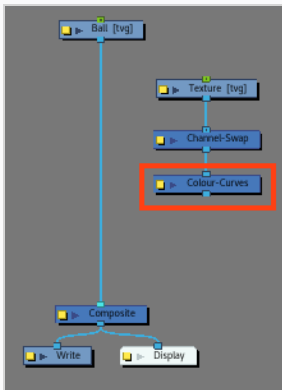 Ball [tvg]
Texture [tvg]
Channel-Swap
Colour-Curves
Composite
Write
Display